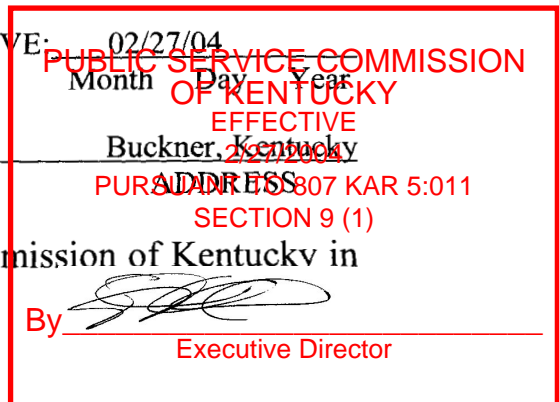 VE: 02/27/04
PUBLIC SERVICE COMMISSION
Month Day Year
OF KENTUCKY
EFFECTIVE
Buckner, Kentucky
2/27/2004
ADDRESS
PURSUANT TO 807 KAR 5:011
SECTION 9 (1)
mission of Kentucky in
By
Executive Director